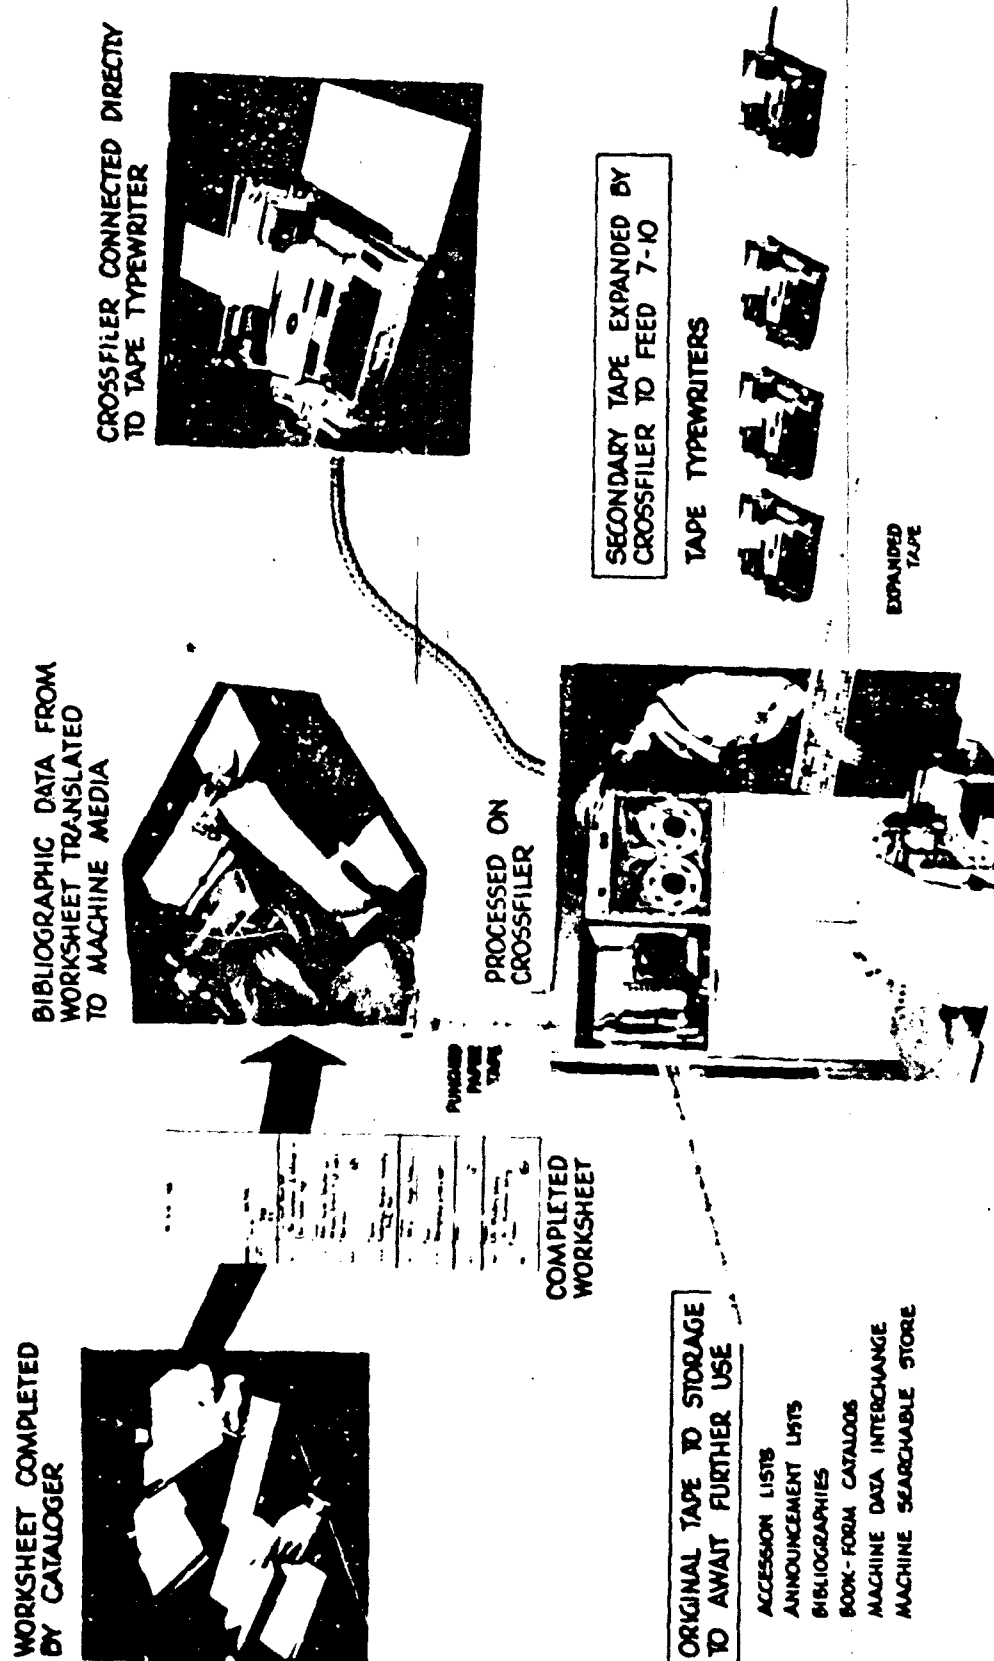 WORKSHEET COMPLETED
BY CATALOGER
BIBLIOGRAPHIC DATA FROM
WORKSHEET TRANSLATED
TO MACHINE MEDIA
CROSSFILER CONNECTED DIRECTLY
TO TAPE TYPEWRITER
COMPLETED
WORKSHEET
PUNCHED
PAPER
TAPE
PROCESSED ON
CROSSFILER
SECONDARY TAPE EXPANDED BY
CROSSFILER TO FEED 7-10
TAPE TYPEWRITERS
EXPANDED
TAPE
ORIGINAL TAPE TO STORAGE
TO AWAIT FURTHER USE
ACCESSION LISTS
ANNOUNCEMENT LISTS
BIBLIOGRAPHIES
BOOK-FORM CATALOGS
MACHINE DATA INTERCHANGE
MACHINE SEARCHABLE STORE